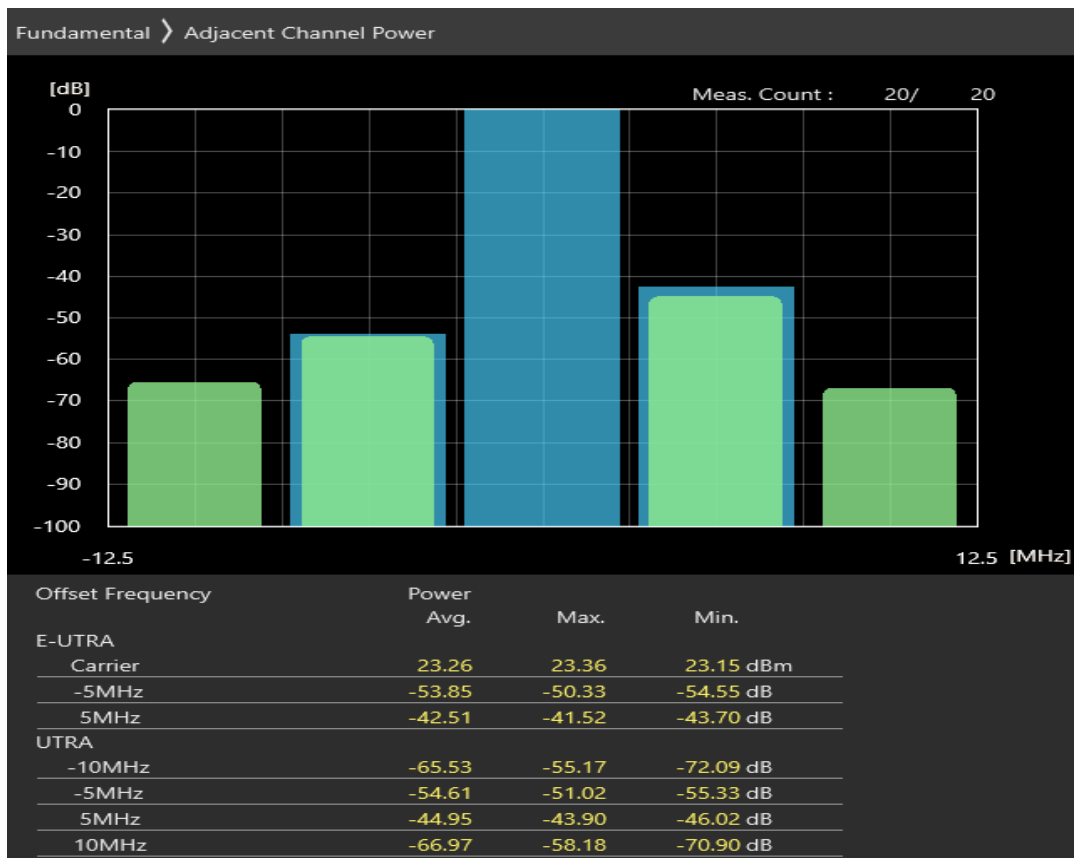 Fundamental 〉 Adjacent Channel Power
[dB]
Meas. Count : 20/ 20
0
-10
-20
-30
-40
-50
-60
-70
-80
-90
-100
-12.5 12.5 [MHz]
Offset Frequency Power
Avg. Max. Min.
E-UTRA
Carrier 23.26 23.36 23.15 dBm
-5MHz -53.85 -50.33 -54.55 dB
5MHz -42.51 -41.52 -43.70 dB
UTRA
-10MHz -65.53 -55.17 -72.09 dB
-5MHz -54.61 -51.02 -55.33 dB
5MHz -44.95 -43.90 -46.02 dB
10MHz -66.97 -58.18 -70.90 dB